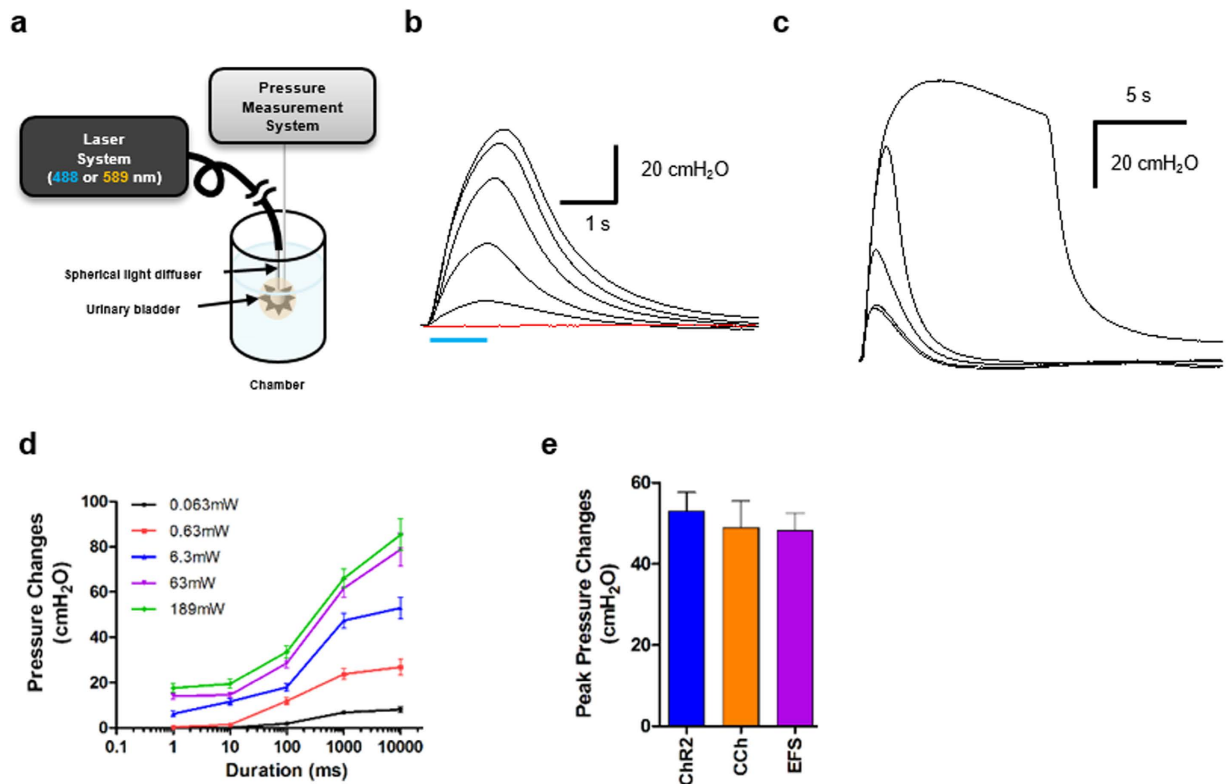 a
Pressure
Measurement
System
Laser
System
(488 or 589 nm)
Spherical light diffuser
Urinary bladder
Chamber
b
20 cmH₂O
1 s
c
5 s
20 cmH₂O
d
Pressure Changes
(cmH₂O)
100
80
60
40
20
0
0.063mW
0.63mW
6.3mW
63mW
189mW
0.1 1 10 100 1000 10000
Duration (ms)
e
Peak Pressure Changes
(cmH₂O)
60
40
20
0
ChR2
CCh
EFS